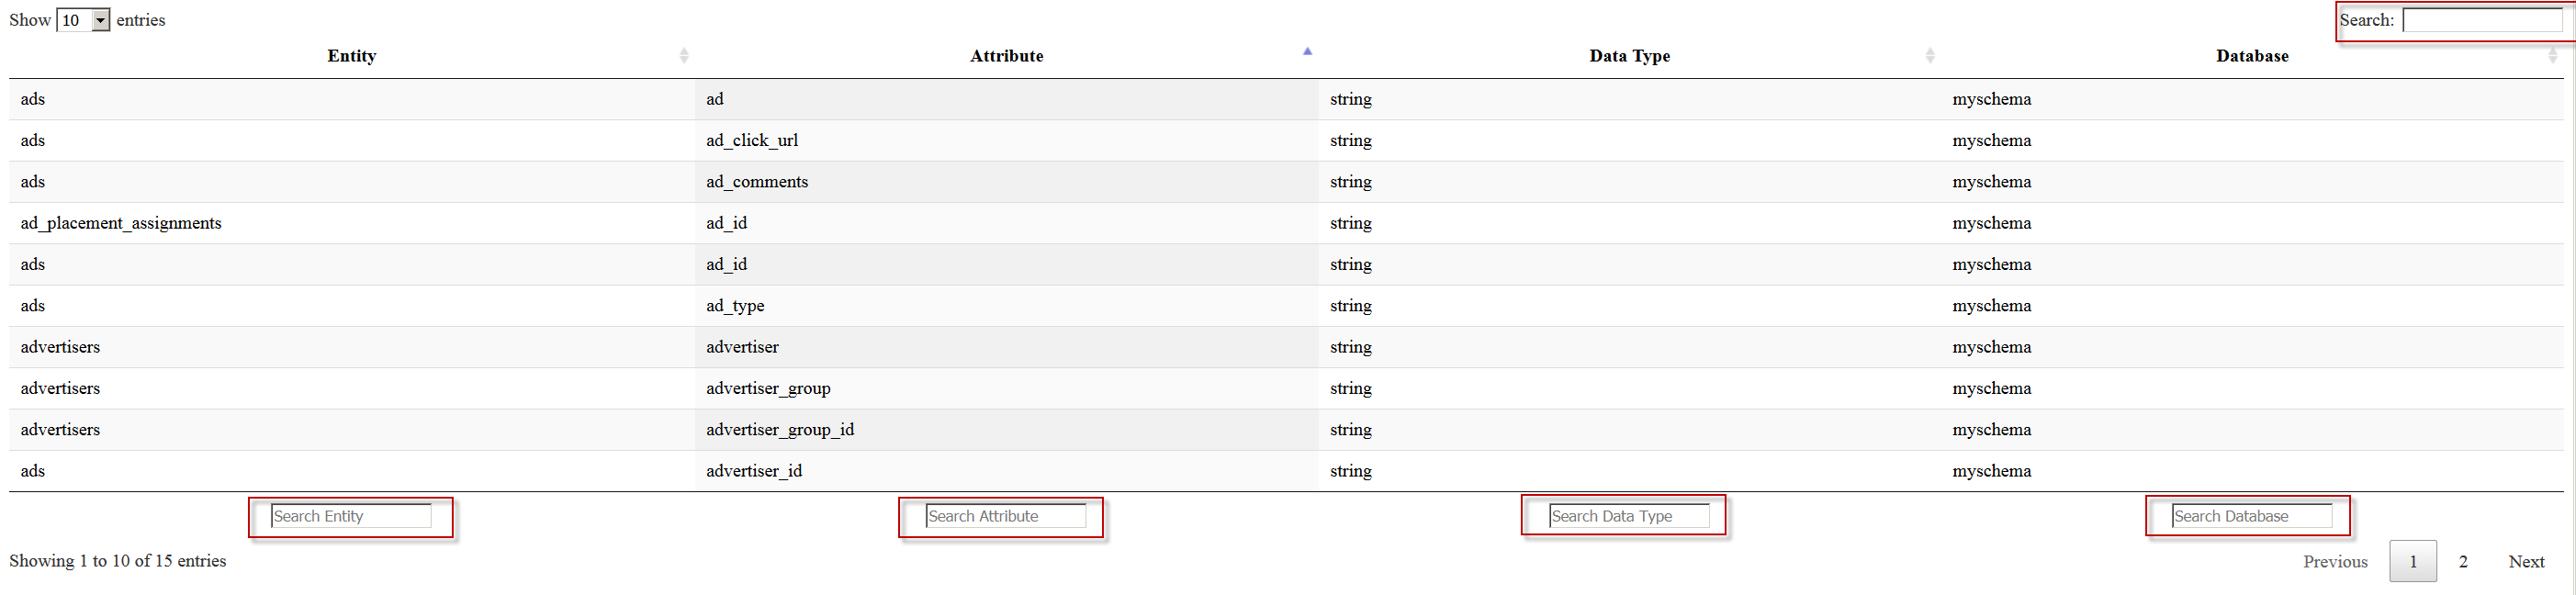 Show 10 entries Search:
Entity Attribute Data Type Database
ads ad string myschema
ads ad_click_url string myschema
ads ad_comments string myschema
ad_placement_assignments ad_id string myschema
ads ad_id string myschema
ads ad_type string myschema
advertisers advertiser string myschema
advertisers advertiser_group string myschema
advertisers advertiser_group_id string myschema
ads advertiser_id string myschema
Search Entity Search Attribute Search Data Type Search Database
Showing 1 to 10 of 15 entries Previous 1 2 Next